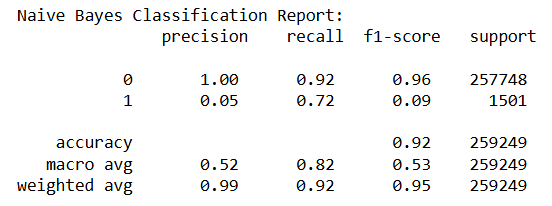 Naive Bayes Classification Report:
precision recall f1-score support
0 1.00 0.92 0.96 257748
1 0.05 0.72 0.09 1501
accuracy 0.92 259249
macro avg 0.52 0.82 0.53 259249
weighted avg 0.99 0.92 0.95 259249